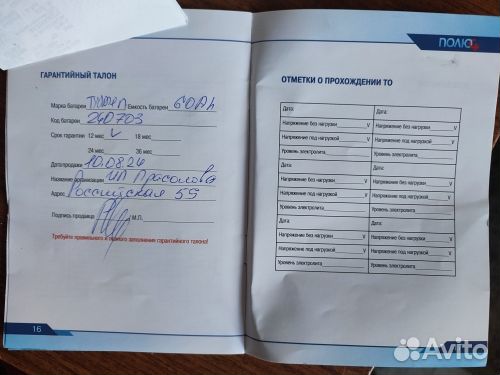 ГАРАНТИЙНЫЙ ТАЛОН
Марка батареи Тюмень Емкость батареи 60Ah
Код батареи 240703
Срок гарантии 12 мес. V 18 мес.
24 мес. 36 мес.
Дата продажи 10.08.24
Название организации ИП Прасолова
Адрес Российская 59
Подпись продавца М.П.
Требуйте правильного и полного заполнения гарантийного талона!
16
ПОЛЮС
ОТМЕТКИ О ПРОХОЖДЕНИИ ТО
Дата: Дата:
Напряжение без нагрузки V Напряжение без нагрузки V
Напряжение под нагрузкой V Напряжение под нагрузкой V
Уровень электролита Уровень электролита
Дата: Дата:
Напряжение без нагрузки V Напряжение без нагрузки V
Напряжение под нагрузкой V Напряжение под нагрузкой V
Уровень электролита Уровень электролита
Дата: Дата:
Напряжение без нагрузки V Напряжение без нагрузки V
Напряжение под нагрузкой V Напряжение под нагрузкой V
Уровень электролита Уровень электролита
Avito